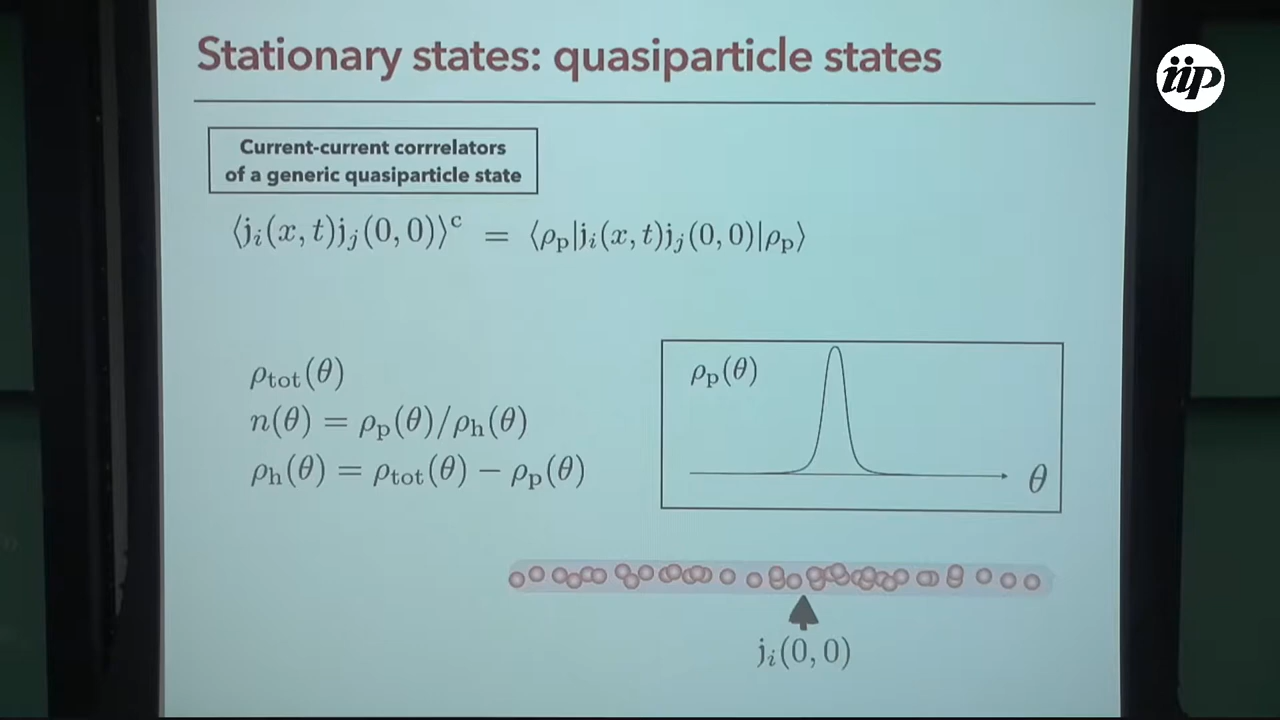 Stationary states: quasiparticle states
iip
Current-current corrrelators
of a generic quasiparticle state
⟨j_i(x, t)j_j(0, 0)⟩^c = ⟨ρ_p|j_i(x, t)j_j(0, 0)|ρ_p⟩
ρ_tot(θ)
n(θ) = ρ_p(θ)/ρ_h(θ)
ρ_h(θ) = ρ_tot(θ) − ρ_p(θ)
ρ_p(θ)
θ
j_i(0, 0)